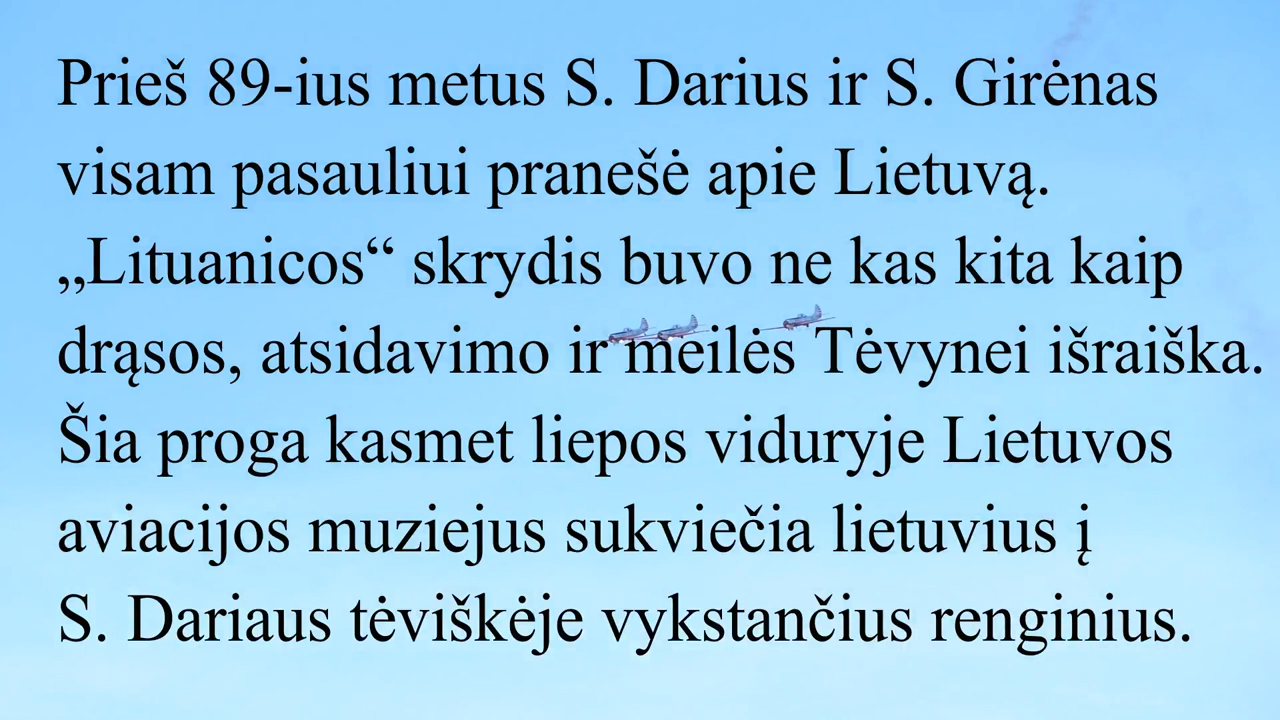 Prieš 89-ius metus S. Darius ir S. Girėnas
visam pasauliui pranešė apie Lietuvą.
„Lituanicos“ skrydis buvo ne kas kita kaip
drąsos, atsidavimo ir meilės Tėvynei išraiška.
Šia proga kasmet liepos viduryje Lietuvos
aviacijos muziejus sukviečia lietuvius į
S. Dariaus tėviškėje vykstančius renginius.